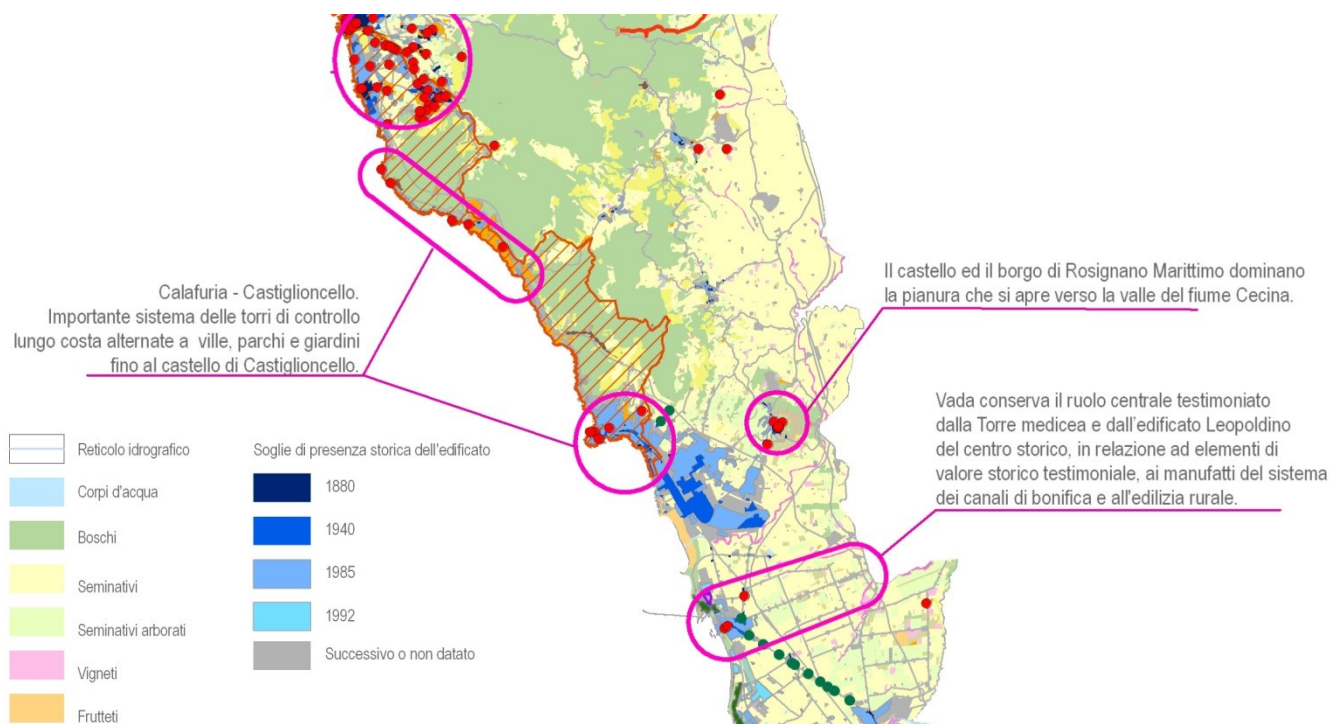 Calafuria - Castiglioncello.
Importante sistema delle torri di controllo
lungo costa alternate a ville, parchi e giardini
fino al castello di Castiglioncello.
Il castello ed il borgo di Rosignano Marittimo dominano
la pianura che si apre verso la valle del fiume Cecina.
Vada conserva il ruolo centrale testimoniato
dalla Torre medicea e dall'edificato Leopoldino
del centro storico, in relazione ad elementi di
valore storico testimoniale, ai manufatti del sistema
dei canali di bonifica e all'edilizia rurale.
Reticolo idrografico
Corpi d'acqua
Boschi
Seminativi
Seminativi arborati
Vigneti
Frutteti
Soglie di presenza storica dell'edificato
1880
1940
1985
1992
Successivo o non datato